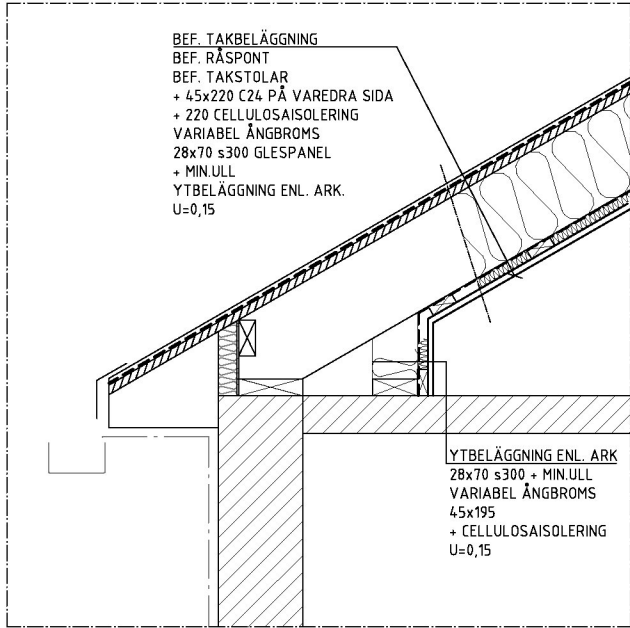 BEF. TAKBELÄGGNING
BEF. RÅSPONT
BEF. TAKSTOLAR
+ 45x220 C24 PÅ VAREDRA SIDA
+ 220 CELLULOSAISOLERING
VARIABEL ÅNGBROMS
28x70 s300 GLESPANEL
+ MIN.ULL
YTBELÄGGNING ENL. ARK.
U=0,15
YTBELÄGGNING ENL. ARK
28x70 s300 + MIN.ULL
VARIABEL ÅNGBROMS
45x195
+ CELLULOSAISOLERING
U=0,15